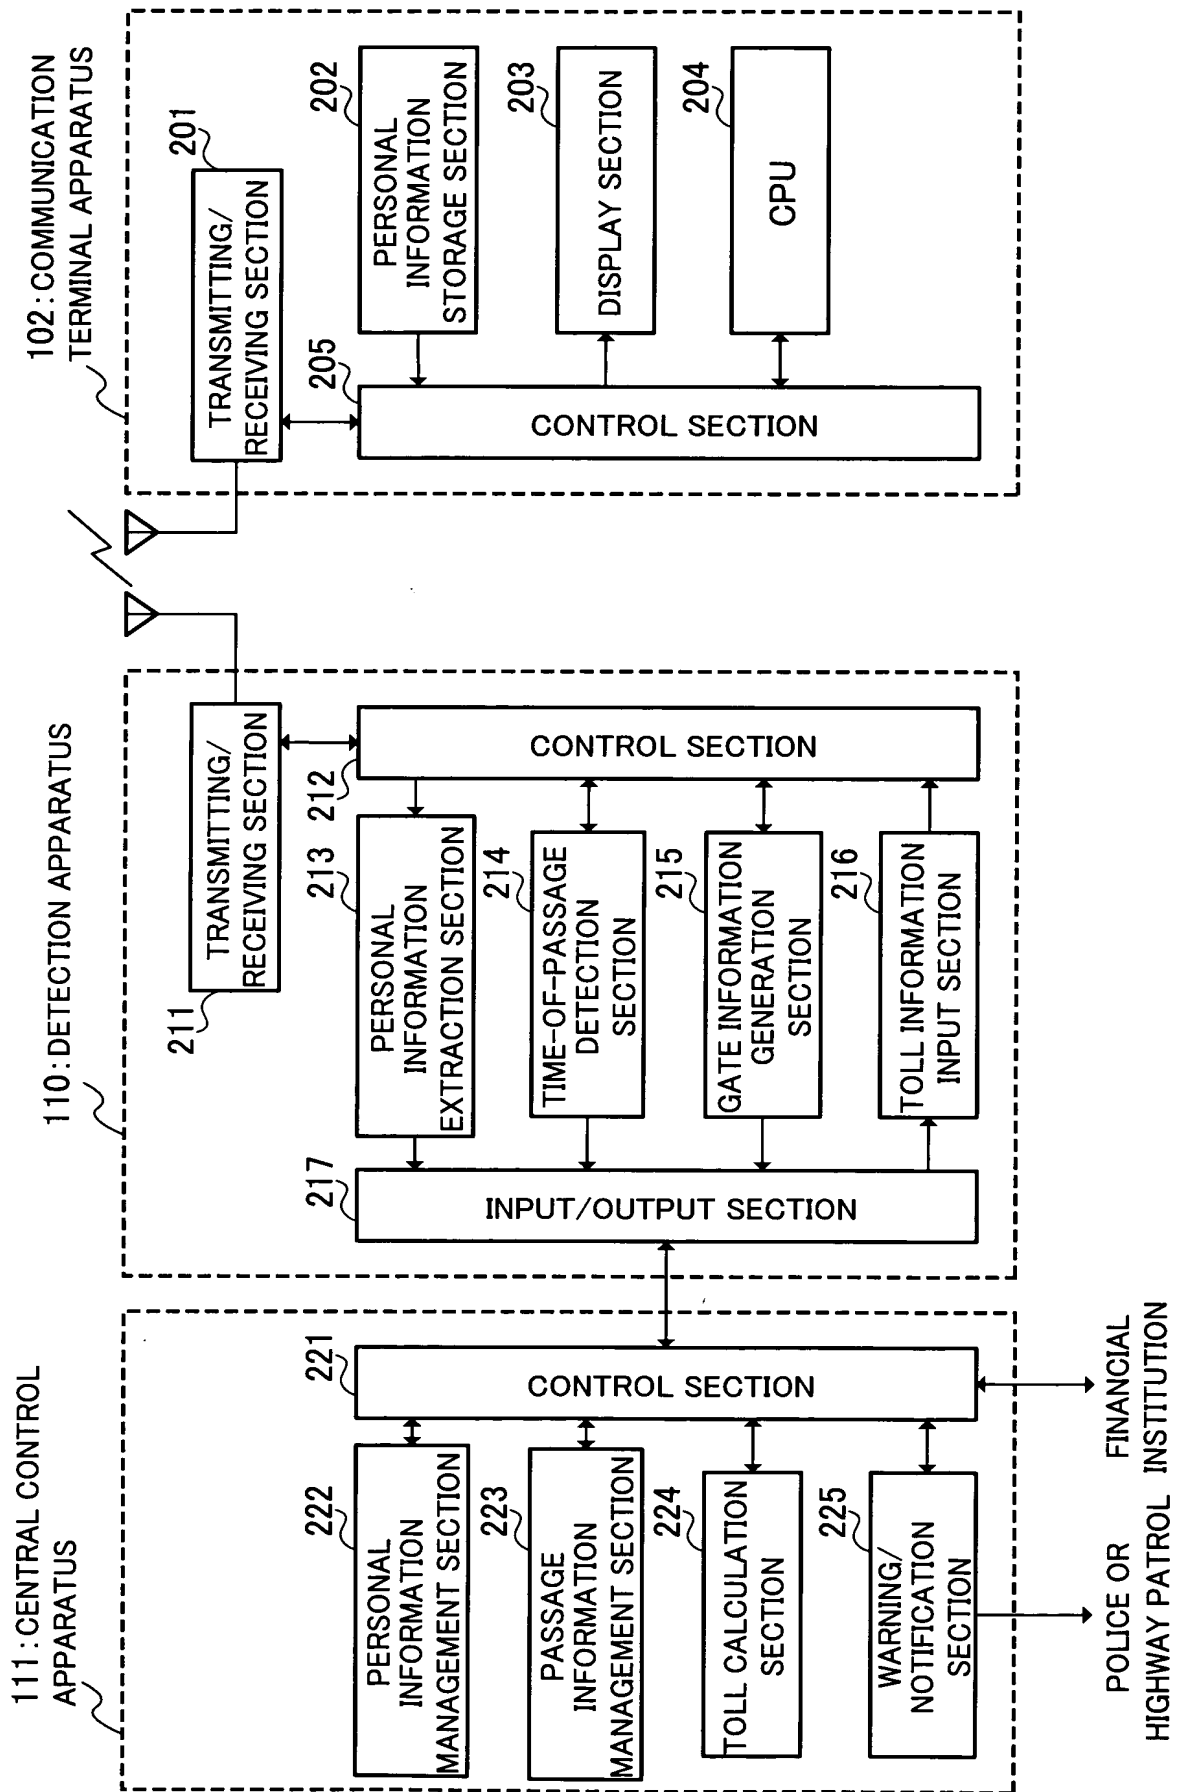 111:CENTRAL CONTROL
APPARATUS
222
PERSONAL
INFORMATION
MANAGEMENT SECTION
223
PASSAGE
INFORMATION
MANAGEMENT SECTION
224
TOLL CALCULATION
SECTION
225
WARNING/
NOTIFICATION
SECTION
221
CONTROL SECTION
POLICE OR
HIGHWAY PATROL
FINANCIAL
INSTITUTION
110:DETECTION APPARATUS
211
TRANSMITTING/
RECEIVING SECTION
217
INPUT/OUTPUT SECTION
213
PERSONAL
INFORMATION
EXTRACTION SECTION
214
TIME-OF-PASSAGE
DETECTION
SECTION
215
GATE INFORMATION
GENERATION
SECTION
216
TOLL INFORMATION
INPUT SECTION
212
CONTROL SECTION
102:COMMUNICATION
TERMINAL APPARATUS
201
TRANSMITTING/
RECEIVING SECTION
205
CONTROL SECTION
202
PERSONAL
INFORMATION
STORAGE SECTION
203
DISPLAY SECTION
204
CPU